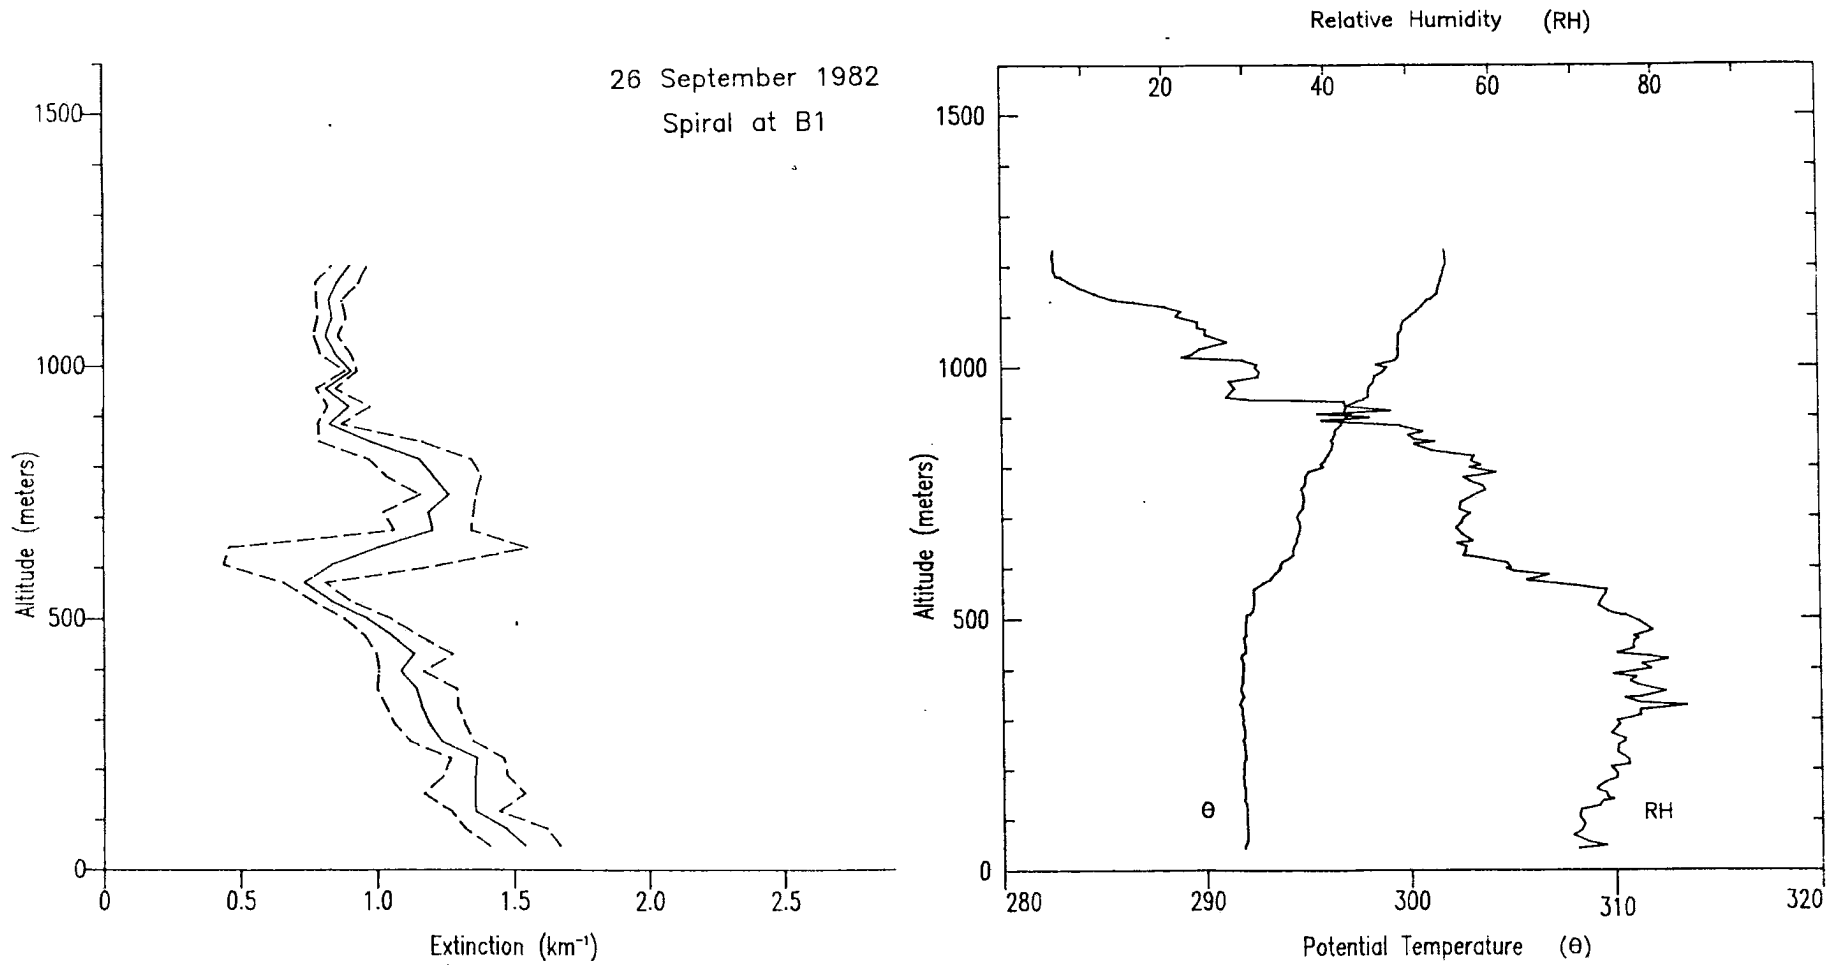 26 September 1982
Spiral at B1
1500
1000
500
0
Altitude (meters)
0 0.5 1.0 1.5 2.0 2.5
Extinction (km⁻¹)
Relative Humidity (RH)
20 40 60 80
1500
1000
500
0
Altitude (meters)
θ
RH
280 290 300 310 320
Potential Temperature (θ)